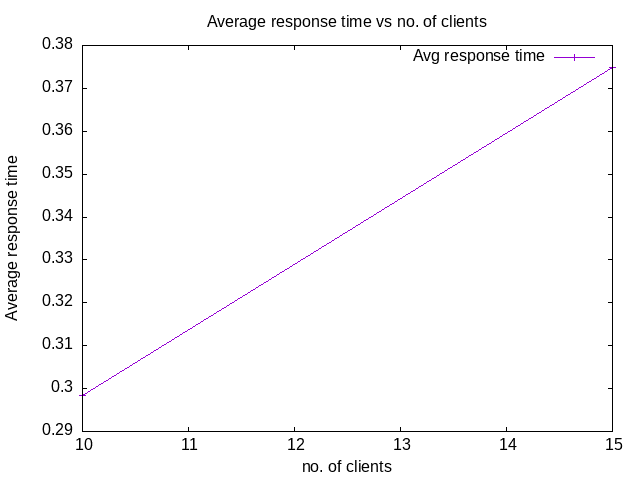 Average response time vs no. of clients
Avg response time
0.38
0.37
0.36
0.35
0.34
0.33
0.32
0.31
0.3
0.29
Average response time
10 11 12 13 14 15
no. of clients